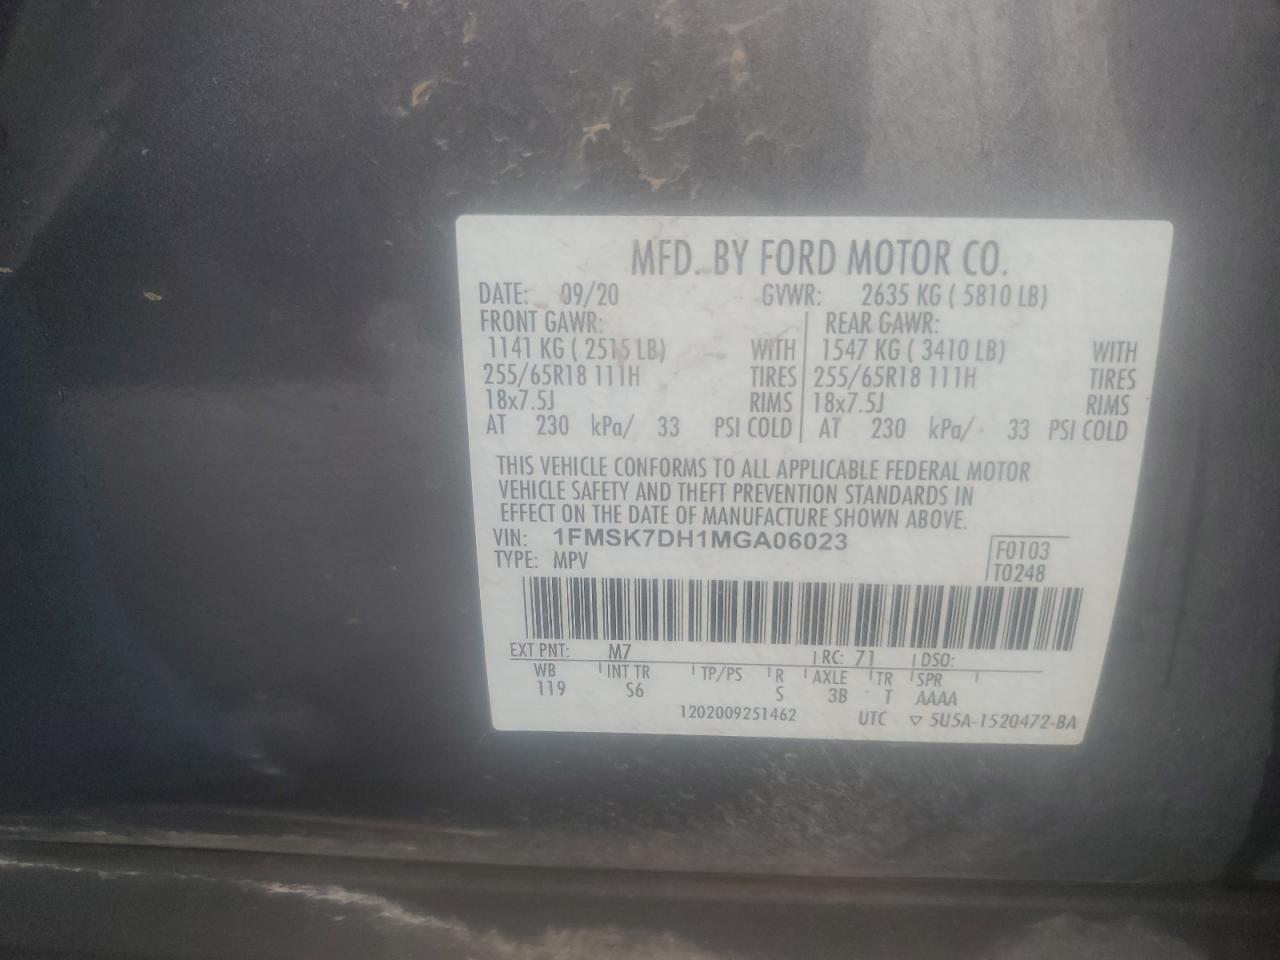 MFD. BY FORD MOTOR CO.
DATE: 09/20 GVWR: 2635 KG ( 5810 LB)
FRONT GAWR: REAR GAWR:
1141 KG ( 2515 LB) WITH 1547 KG ( 3410 LB) WITH
255/65R18 111H TIRES 255/65R18 111H TIRES
18x7.5J RIMS 18x7.5J RIMS
AT 230 kPa/ 33 PSI COLD AT 230 kPa/ 33 PSI COLD
THIS VEHICLE CONFORMS TO ALL APPLICABLE FEDERAL MOTOR
VEHICLE SAFETY AND THEFT PREVENTION STANDARDS IN
EFFECT ON THE DATE OF MANUFACTURE SHOWN ABOVE.
VIN: 1FMSK7DH1MGA06023 F0103
TYPE: MPV T0248
EXT PNT: M7 RC: 71 DSO:
WB INT TR TP/PS R AXLE TR SPR
119 S6 S 3B T AAAA
1202009251462 UTC ▽ 5U5A-1520472-BA